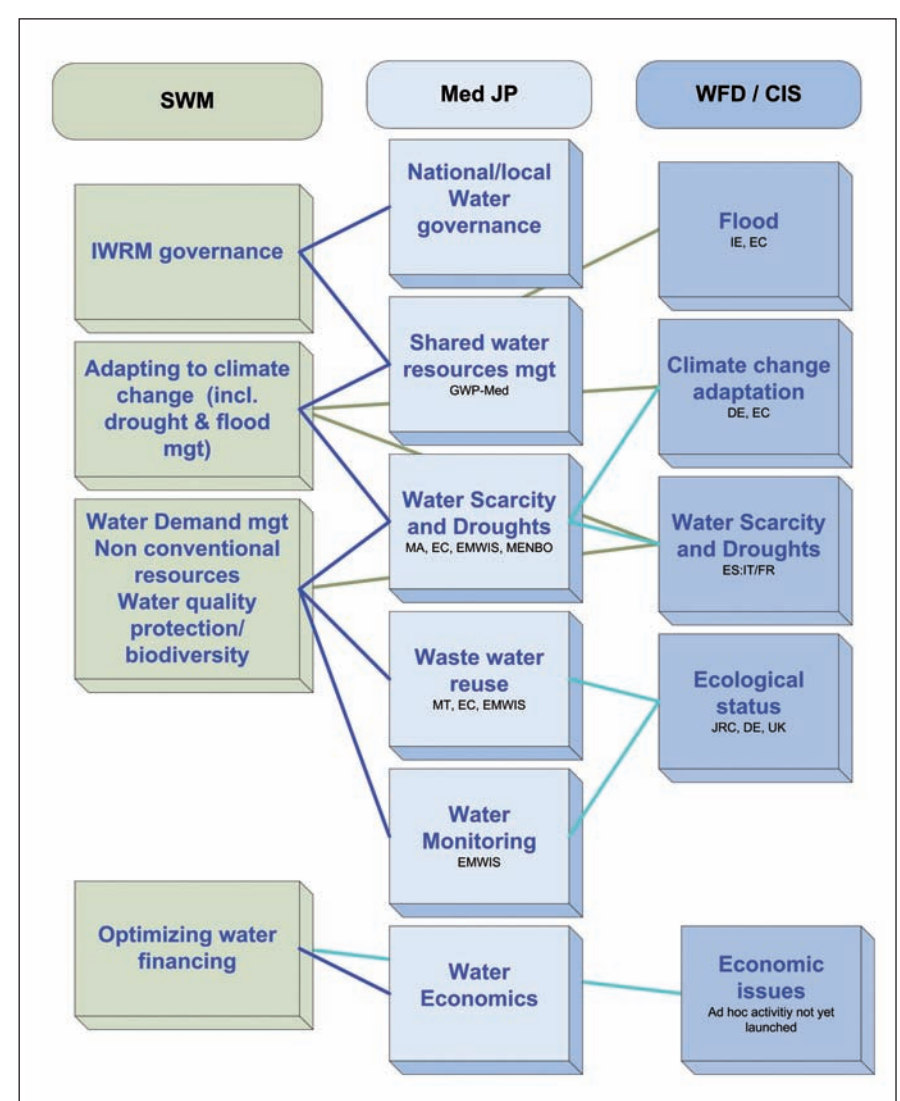 SWM
Med JP
WFD / CIS
IWRM governance
Adapting to climate
change (incl.
drought & flood
mgt)
Water Demand mgt
Non conventional
resources
Water quality
protection/
biodiversity
Optimizing water
financing
National/local
Water
governance
Shared water
resources mgt
GWP-Med
Water Scarcity
and Droughts
MA, EC, EMWIS, MENBO
Waste water
reuse
MT, EC, EMWIS
Water
Monitoring
EMWIS
Water
Economics
Flood
IE, EC
Climate change
adaptation
DE, EC
Water Scarcity
and Droughts
ES:IT/FR
Ecological
status
JRC, DE, UK
Economic
issues
Ad hoc activitiy not yet
launched